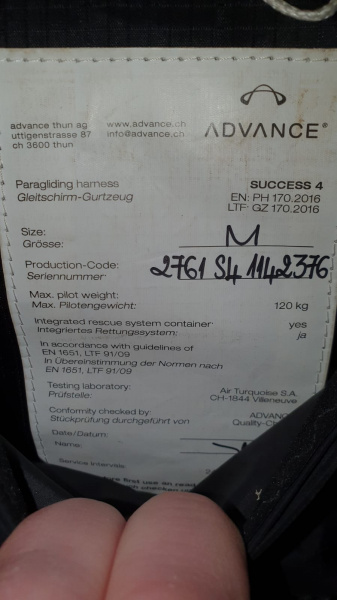 advance thun ag www.advance.ch
uttigenstrasse 87 info@advance.ch
ch 3600 thun
ADVANCE®
Paragliding harness SUCCESS 4
Gleitschirm-Gurtzeug EN: PH 170.2016
LTF: GZ 170.2016
Size: M
Grösse:
Production-Code: 2761 S4 1142376
Seriennummer:
Max. pilot weight:
Max. Pilotengewicht: 120 kg
Integrated rescue system container: yes
Integriertes Rettungssystem: ja
In accordance with guidelines of
EN 1651, LTF 91/09
In Übereinstimmung der Normen nach
EN 1651, LTF 91/09
Testing laboratory: Air Turquoise S.A.
Prüfstelle: CH-1844 Villeneuve
Conformity checked by: ADVANC
Stückprüfung durchgeführt von: Quality-C
Date/Datum:
Name:
Service Intervalle